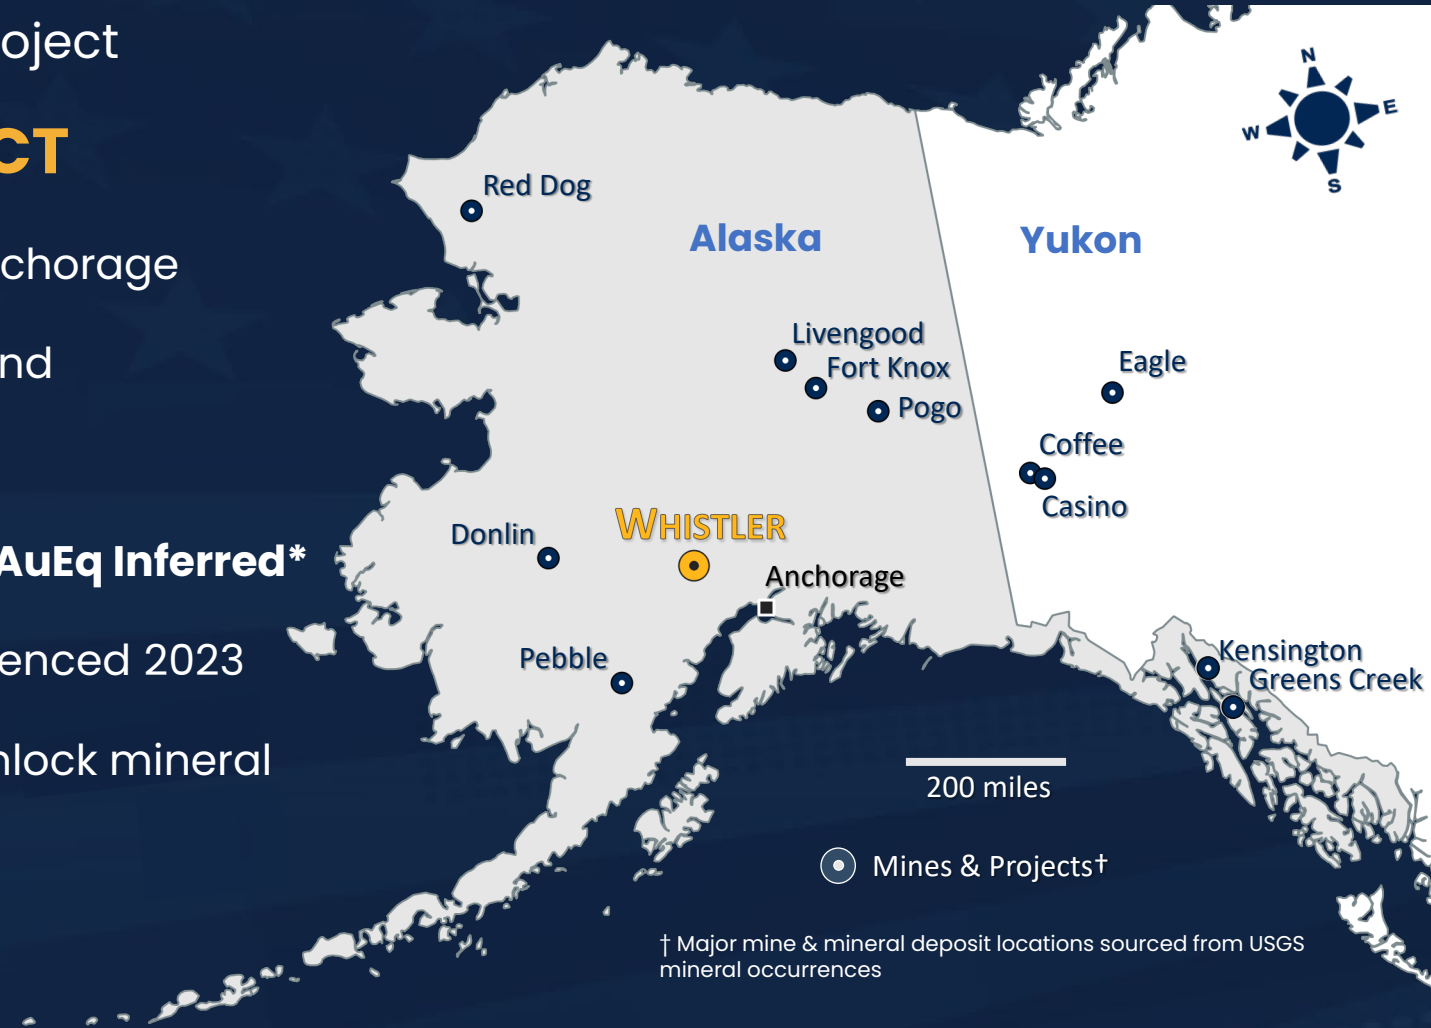 oject
CT
chorage
nd
AuEq Inferred*
enced 2023
nlock mineral
N
W
E
S
Red Dog
Alaska
Yukon
Livengood
Fort Knox
Pogo
Eagle
Coffee
Casino
Donlin
WHISTLER
Anchorage
Pebble
Kensington
Greens Creek
200 miles
Mines & Projects†
† Major mine & mineral deposit locations sourced from USGS
mineral occurrences